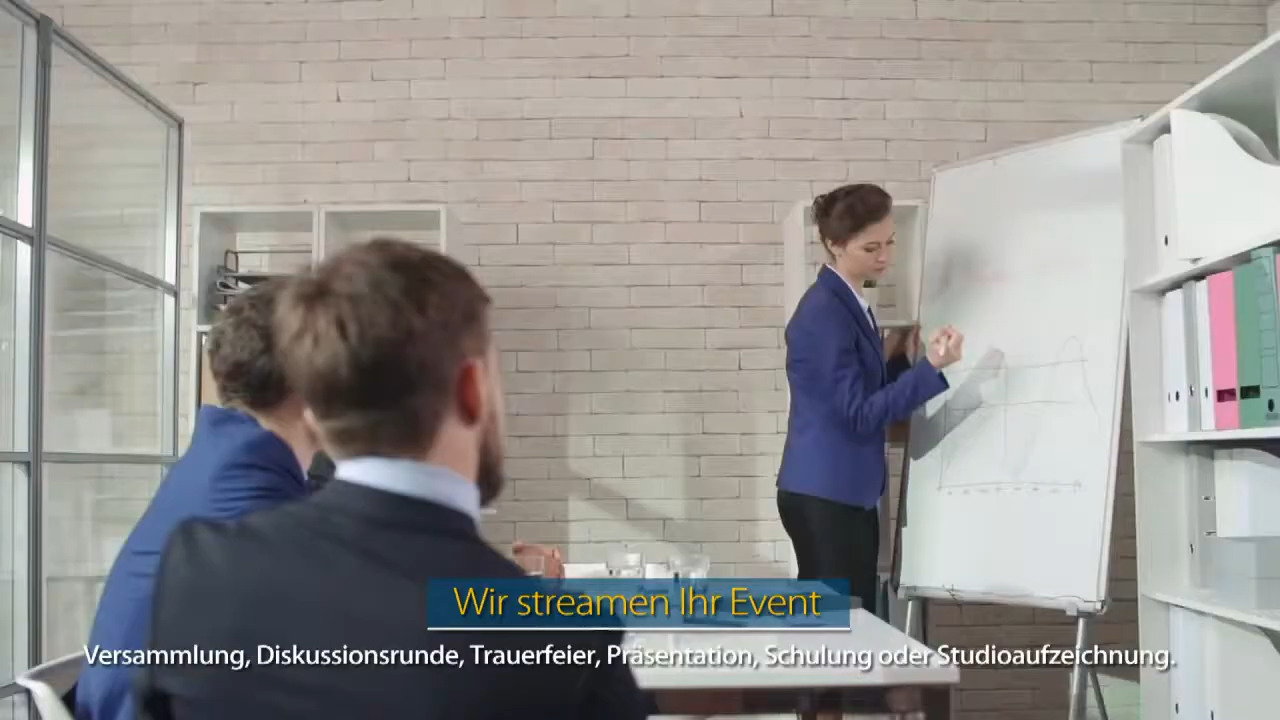 Wir streamen Ihr Event
Versammlung, Diskussionsrunde, Trauerfeier, Präsentation, Schulung oder Studioaufzeichnung.